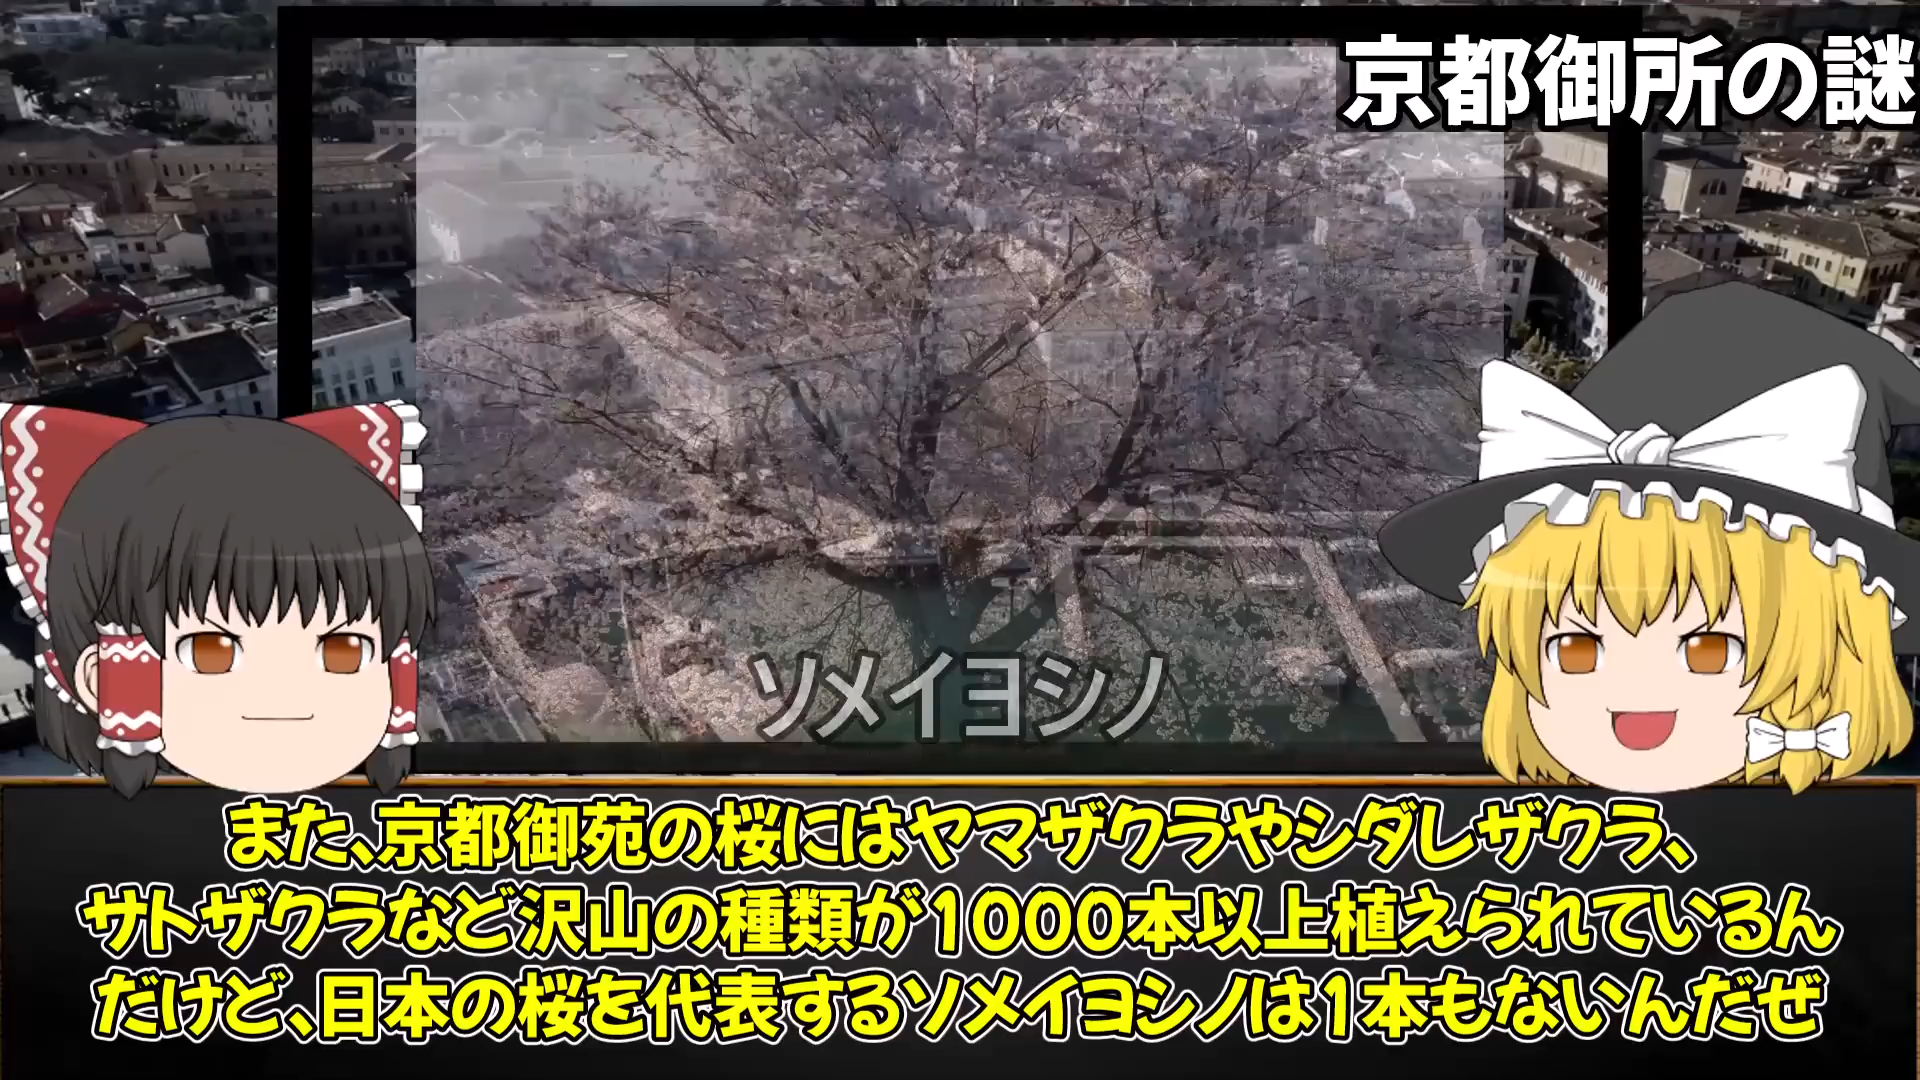 京都御所の謎
ソメイヨシノ
また、京都御苑の桜にはヤマザクラやシダレザクラ、
サトザクラなど沢山の種類が1000本以上植えられているん
だけど、日本の桜を代表するソメイヨシノは1本もないんだぜ